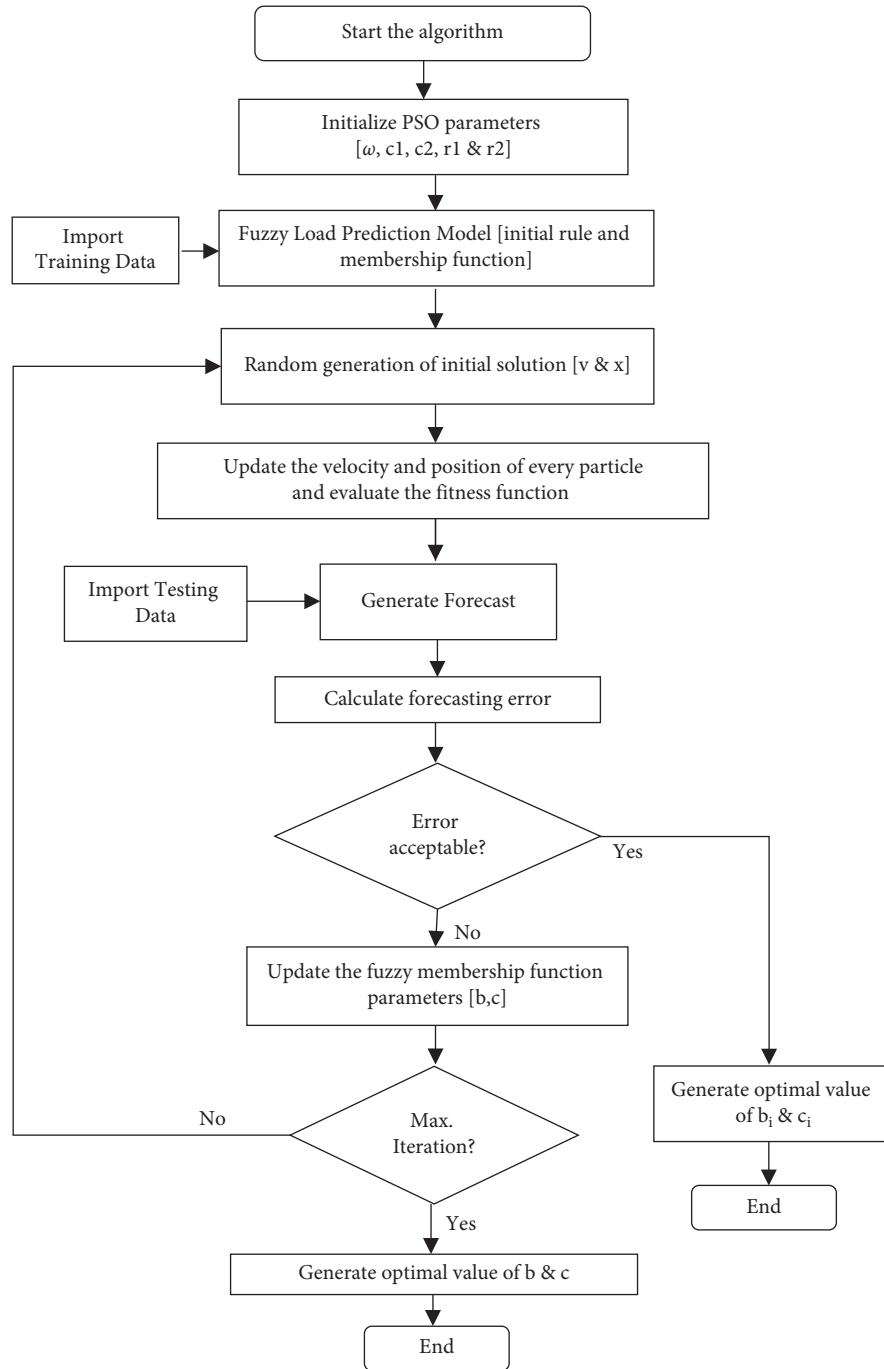 Start the algorithm
Initialize PSO parameters
[ω, c1, c2, r1 & r2]
Import
Training Data
Fuzzy Load Prediction Model [initial rule and
membership function]
Random generation of initial solution [v & x]
Update the velocity and position of every particle
and evaluate the fitness function
Import Testing
Data
Generate Forecast
Calculate forecasting error
Error
acceptable?
Yes
No
Update the fuzzy membership function
parameters [b,c]
Generate optimal value
of bi & ci
No
Max.
Iteration?
End
Yes
Generate optimal value of b & c
End